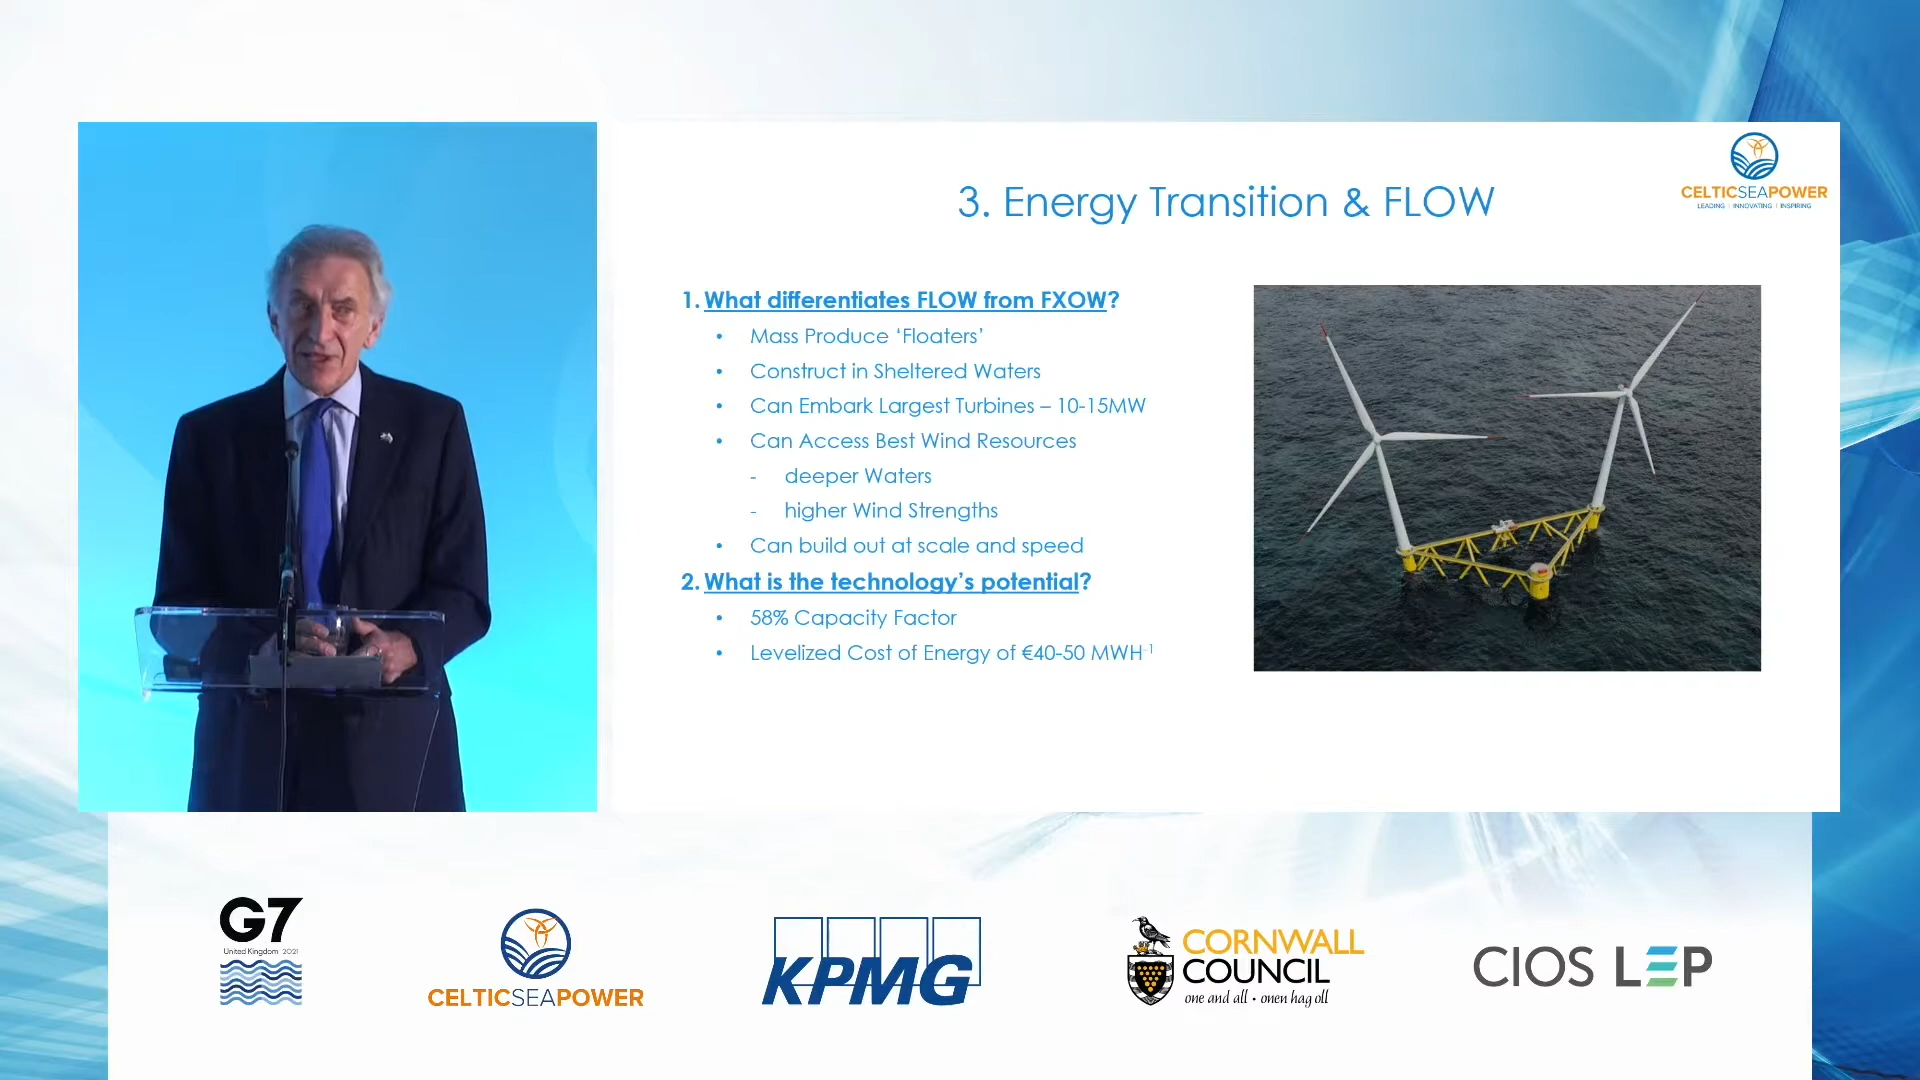 3. Energy Transition & FLOW
CELTICSEAPOWER
LEADING | INNOVATING | INSPIRING
1. What differentiates FLOW from FXOW?
• Mass Produce ‘Floaters’
• Construct in Sheltered Waters
• Can Embark Largest Turbines – 10-15MW
• Can Access Best Wind Resources
- deeper Waters
- higher Wind Strengths
• Can build out at scale and speed
2. What is the technology’s potential?
• 58% Capacity Factor
• Levelized Cost of Energy of €40-50 MWH-1
G7
United Kingdom 2021
CELTICSEAPOWER
KPMG
CORNWALL
COUNCIL
one and all • onen hag oll
CIOS LEP